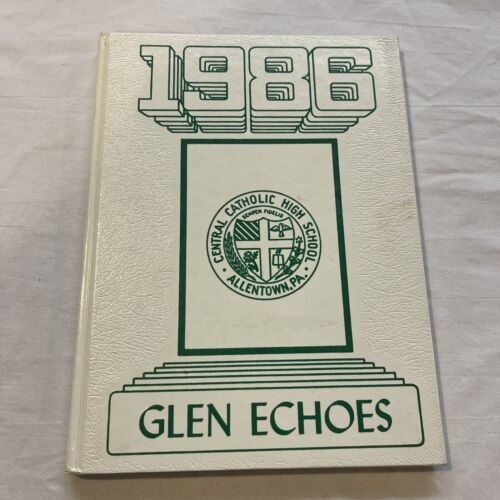 1986
CENTRAL CATHOLIC HIGH SCHOOL
SEMPER FIDELIS
· ALLENTOWN, PA. ·
GLEN ECHOES